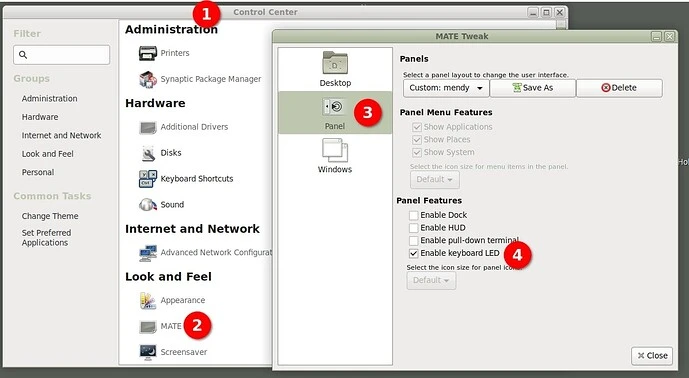 Control Center
1
Filter
Groups
Administration
Hardware
Internet and Network
Look and Feel
Personal
Common Tasks
Change Theme
Set Preferred
Applications
Administration
Printers
Synaptic Package Manager
Hardware
Additional Drivers
Disks
Keyboard Shortcuts
Sound
Internet and Network
Advanced Network Configurat
Look and Feel
Appearance
MATE
2
Screensaver
MATE Tweak
Desktop
Panel
3
Windows
Panels
Select a panel layout to change the user interface.
Custom: mendy
Save As
Delete
Panel Menu Features
Show Applications
Show Places
Show System
Select the icon size for menu items in the panel.
Default
Panel Features
Enable Dock
Enable HUD
Enable pull-down terminal
Enable keyboard LED
4
Select the icon size for panel icons.
Default
Close